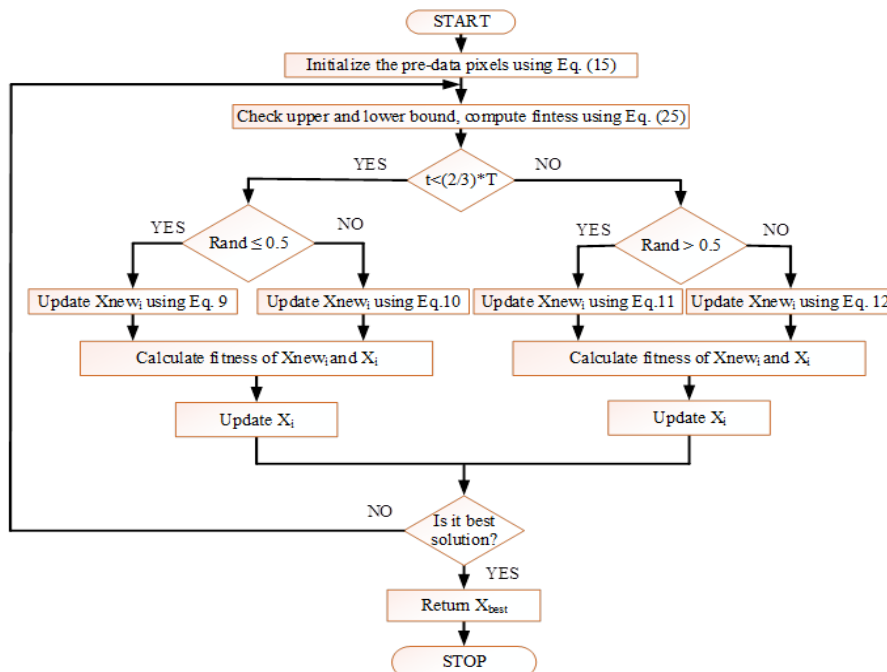 START
Initialize the pre-data pixels using Eq. (15)
Check upper and lower bound, compute fintess using Eq. (25)
YES
NO
t<(2/3)*T
YES
NO
YES
NO
Rand ≤ 0.5
Rand > 0.5
Update Xnewᵢ using Eq. 9
Update Xnewᵢ using Eq.10
Update Xnewᵢ using Eq.11
Update Xnewᵢ using Eq. 12
Calculate fitness of Xnewᵢ and Xᵢ
Calculate fitness of Xnewᵢ and Xᵢ
Update Xᵢ
Update Xᵢ
NO
Is it best
solution?
YES
Return X_best
STOP